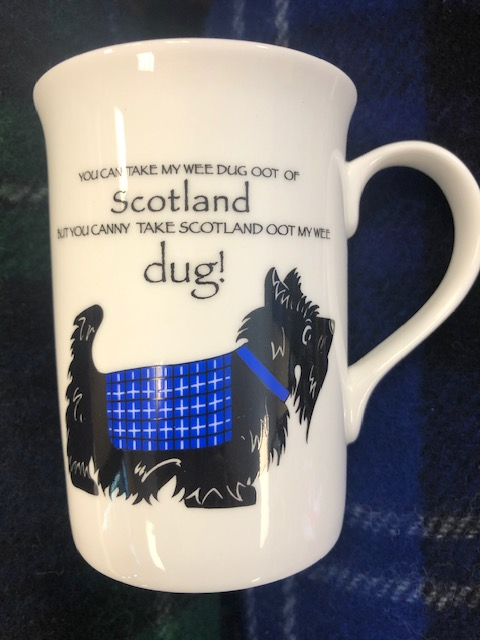 YOU CAN TAKE MY WEE DUG OOT OF
Scotland
BUT YOU CANNY TAKE SCOTLAND OOT MY WEE
dug!